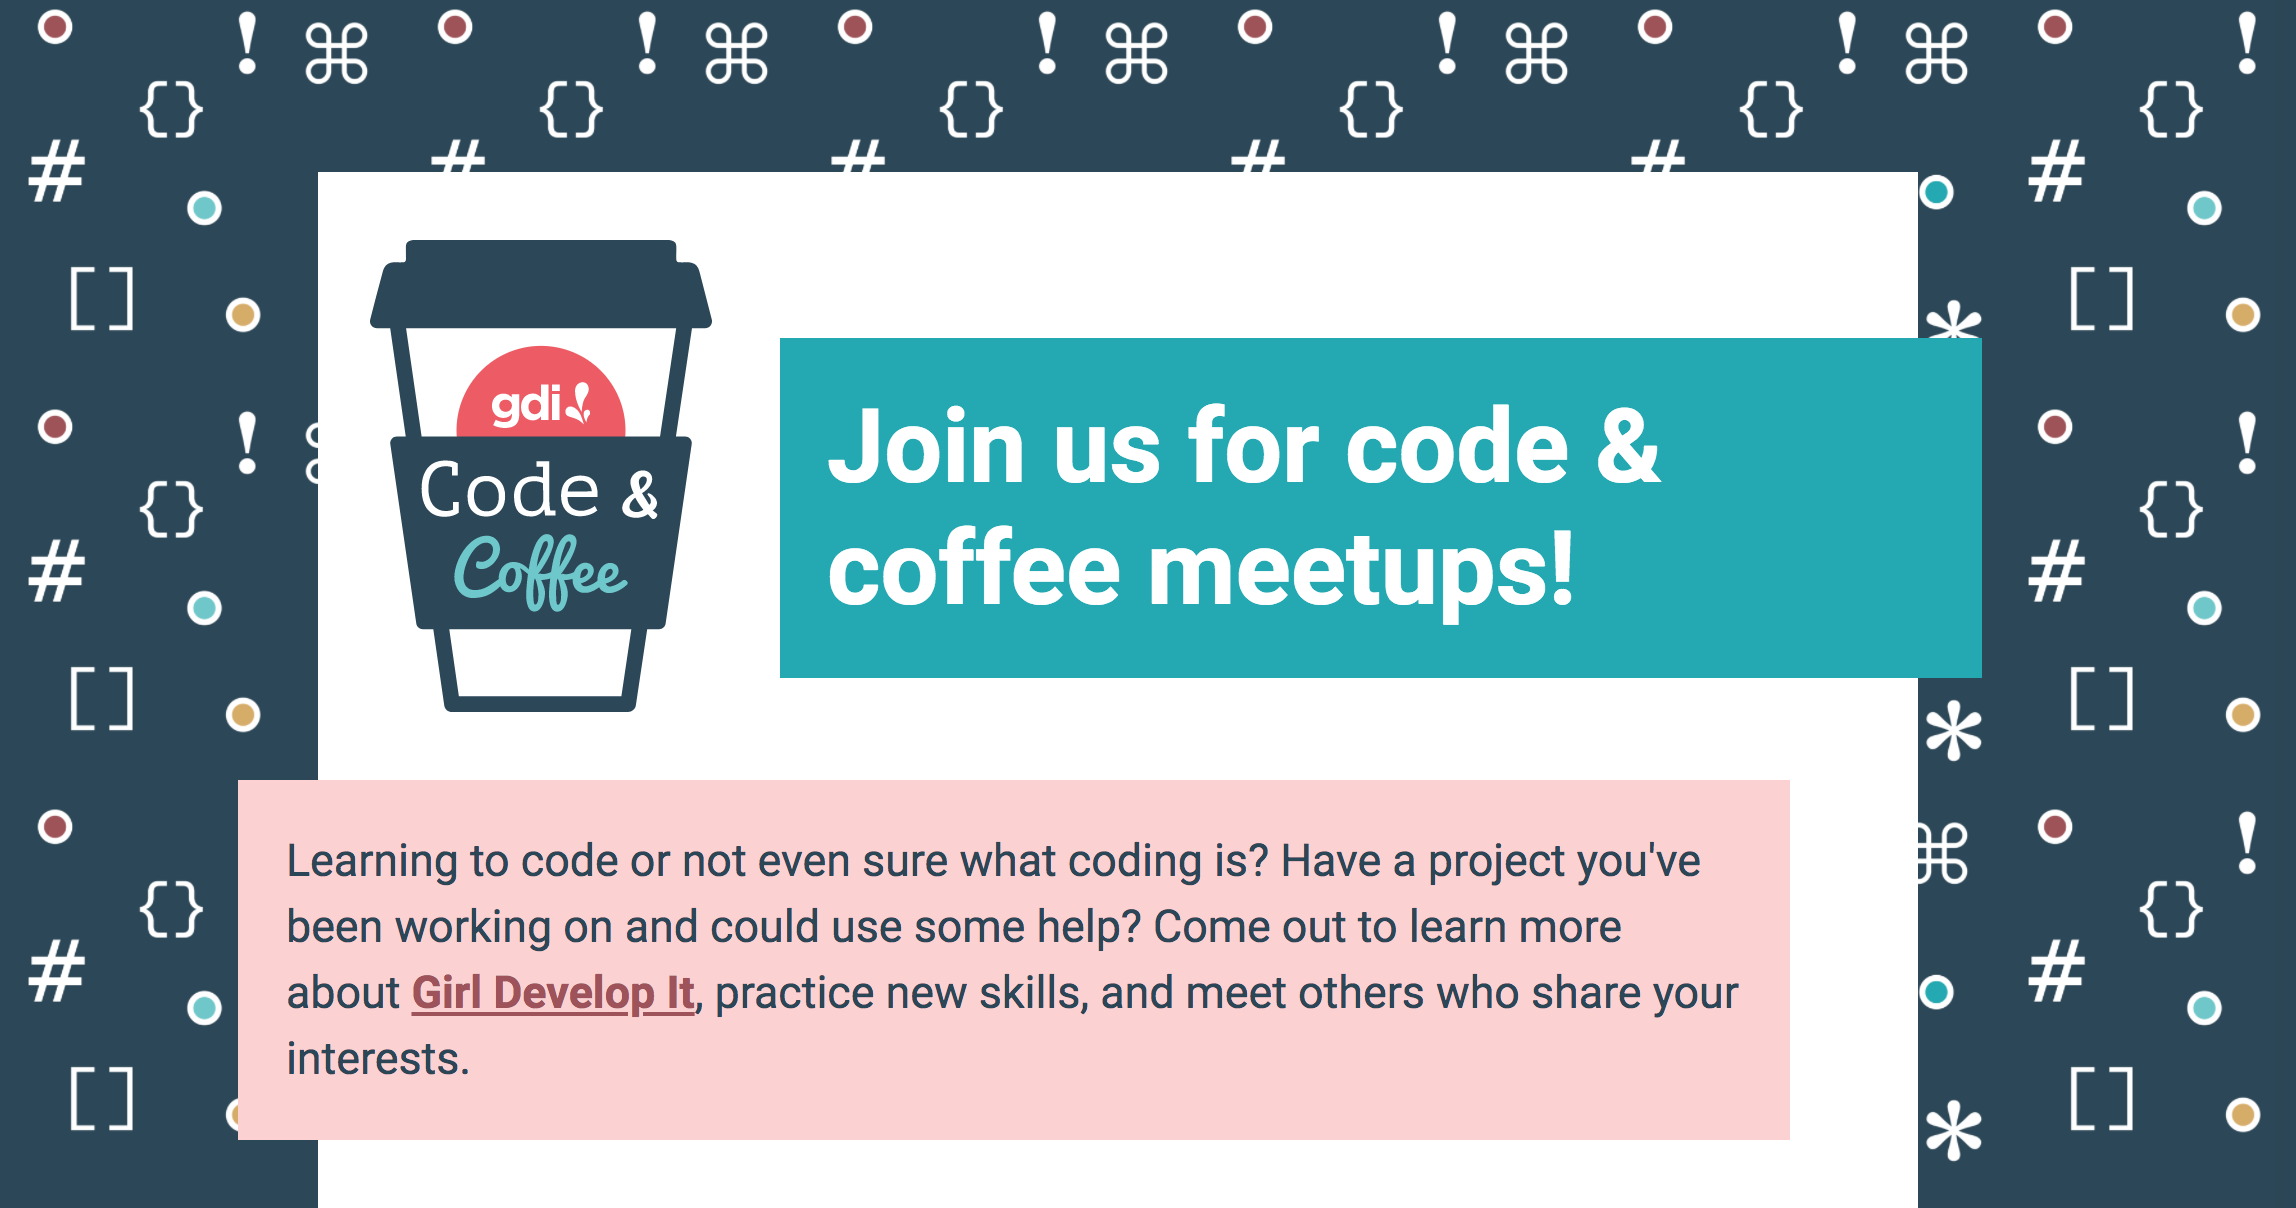 gdi
Code &
Coffee
Join us for code &
coffee meetups!
Learning to code or not even sure what coding is? Have a project you've
been working on and could use some help? Come out to learn more
about Girl Develop It, practice new skills, and meet others who share your
interests.